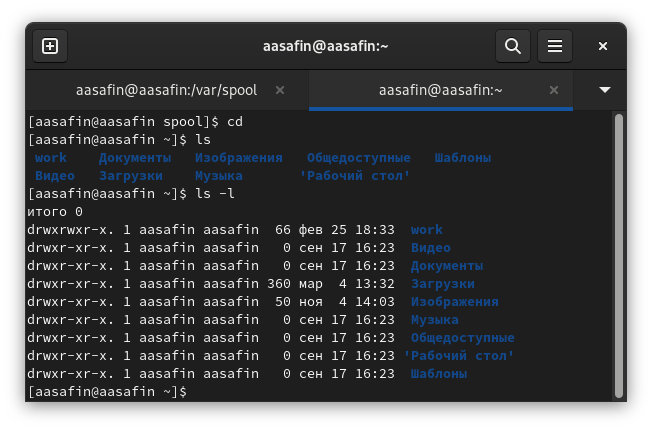 aasafin@aasafin:~
aasafin@aasafin:/var/spool
aasafin@aasafin:~
[aasafin@aasafin spool]$ cd
[aasafin@aasafin ~]$ ls
work Документы Изображения Общедоступные Шаблоны
Видео Загрузки Музыка 'Рабочий стол'
[aasafin@aasafin ~]$ ls -l
итого 0
drwxrwxr-x. 1 aasafin aasafin 66 фев 25 18:33 work
drwxr-xr-x. 1 aasafin aasafin 0 сен 17 16:23 Видео
drwxr-xr-x. 1 aasafin aasafin 0 сен 17 16:23 Документы
drwxr-xr-x. 1 aasafin aasafin 360 мар 4 13:32 Загрузки
drwxr-xr-x. 1 aasafin aasafin 50 ноя 4 14:03 Изображения
drwxr-xr-x. 1 aasafin aasafin 0 сен 17 16:23 Музыка
drwxr-xr-x. 1 aasafin aasafin 0 сен 17 16:23 Общедоступные
drwxr-xr-x. 1 aasafin aasafin 0 сен 17 16:23 'Рабочий стол'
drwxr-xr-x. 1 aasafin aasafin 0 сен 17 16:23 Шаблоны
[aasafin@aasafin ~]$